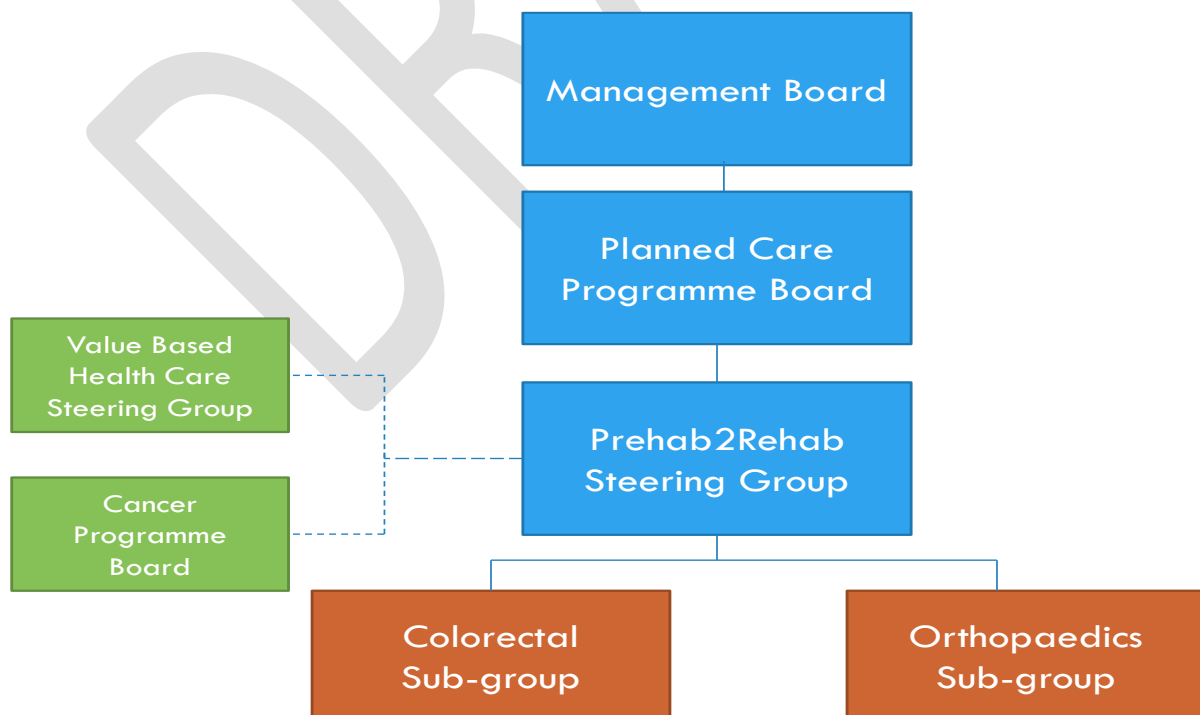 Management Board
Planned Care
Programme Board
Value Based
Health Care
Steering Group
Prehab2Rehab
Steering Group
Cancer
Programme
Board
Colorectal
Sub-group
Orthopaedics
Sub-group